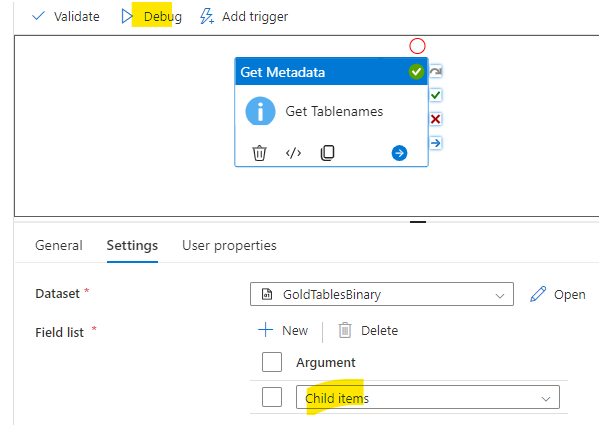 Validate Debug Add trigger
Get Metadata
Get Tablenames
General Settings User properties
Dataset * GoldTablesBinary Open
Field list * New Delete
Argument
Child items